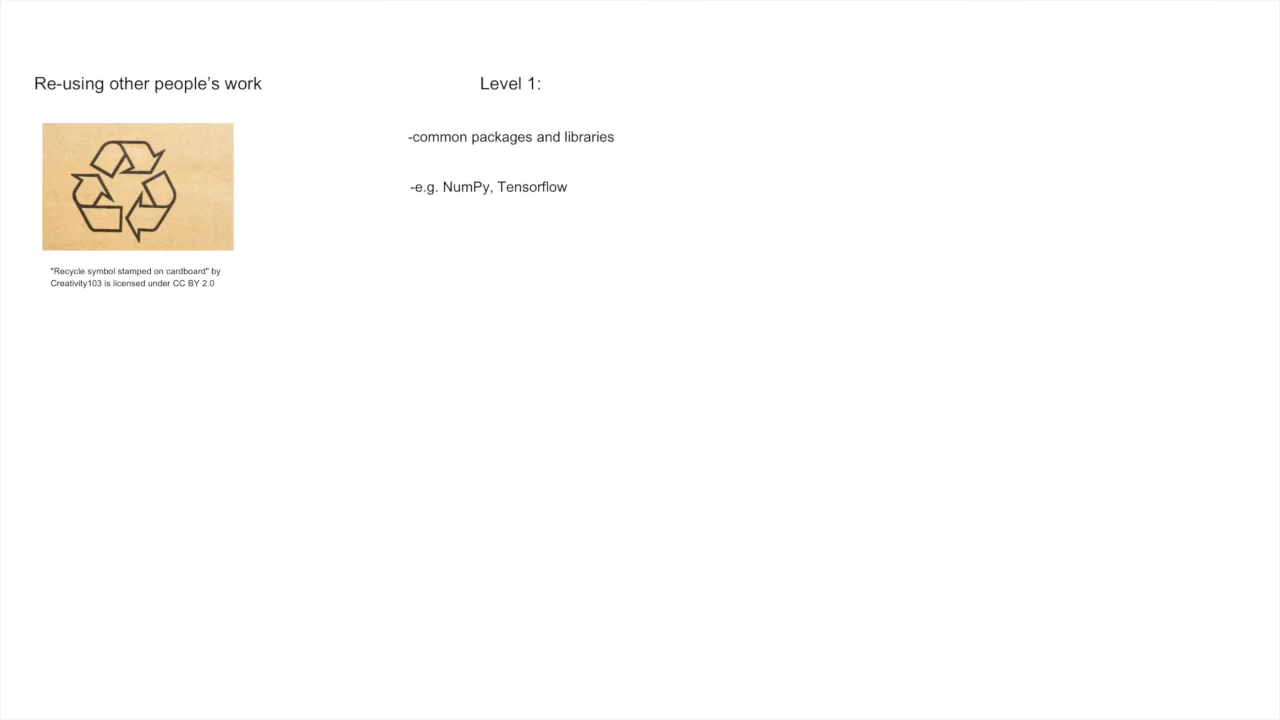 Re-using other people’s work
"Recycle symbol stamped on cardboard" by
Creativity103 is licensed under CC BY 2.0
Level 1:
-common packages and libraries
-e.g. NumPy, Tensorflow